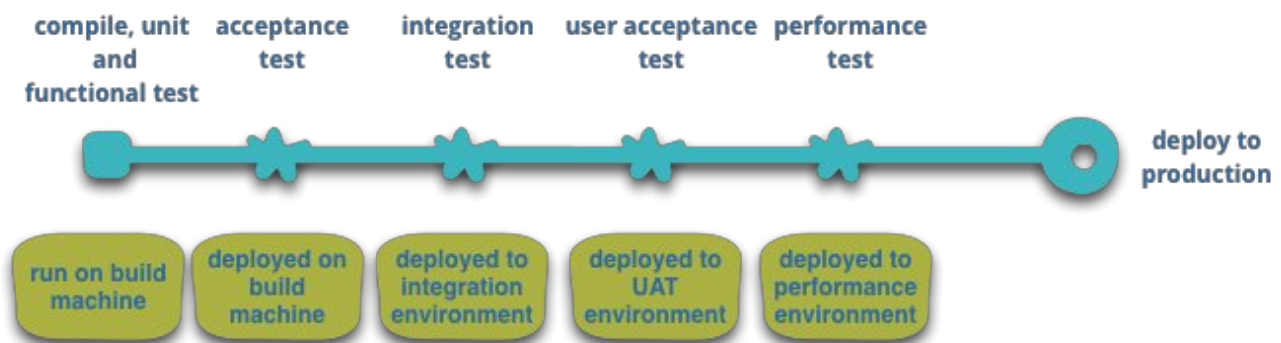 compile, unit
and
functional test
acceptance
test
integration
test
user acceptance
test
performance
test
deploy to
production
run on build
machine
deployed on
build
machine
deployed to
integration
environment
deployed to
UAT
environment
deployed to
performance
environment